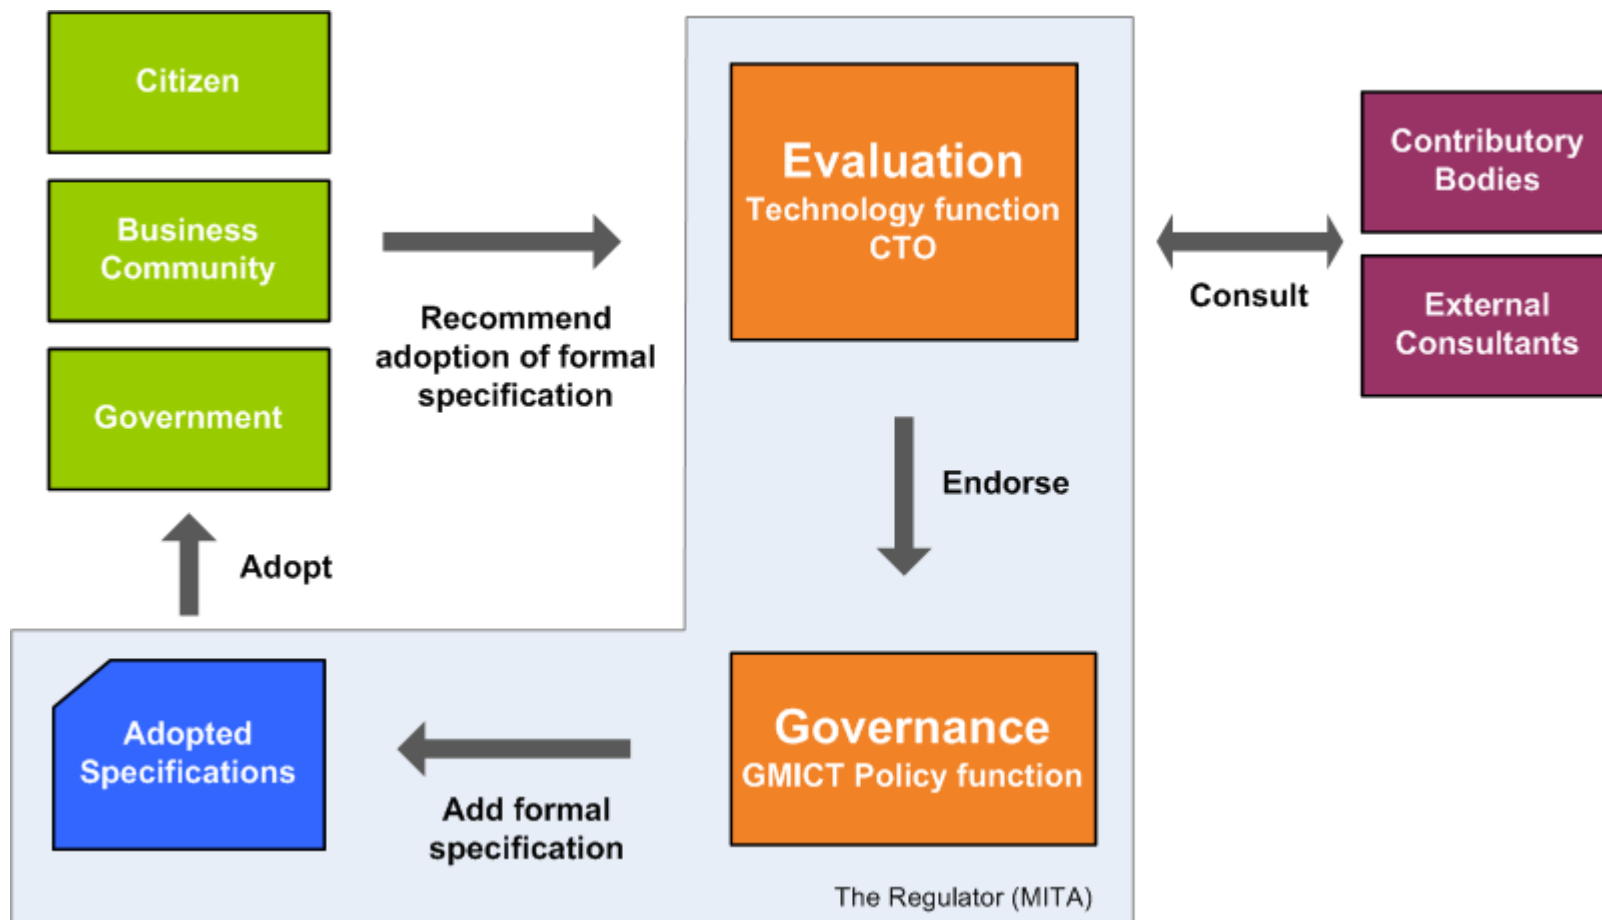 Citizen
Business
Community
Government
Recommend
adoption of formal
specification
Evaluation
Technology function
CTO
Consult
Contributory
Bodies
External
Consultants
Endorse
Adopt
Adopted
Specifications
Add formal
specification
Governance
GMICT Policy function
The Regulator (MITA)